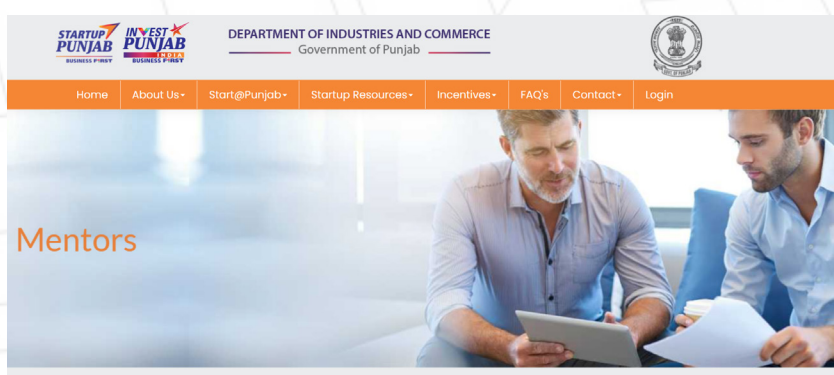 STARTUP
PUNJAB
BUSINESS FIRST
INVEST
PUNJAB
INDIA
BUSINESS FIRST
DEPARTMENT OF INDUSTRIES AND COMMERCE
Government of Punjab
Home
About Us
Start@Punjab
Startup Resources
Incentives
FAQ's
Contact
Login
Mentors